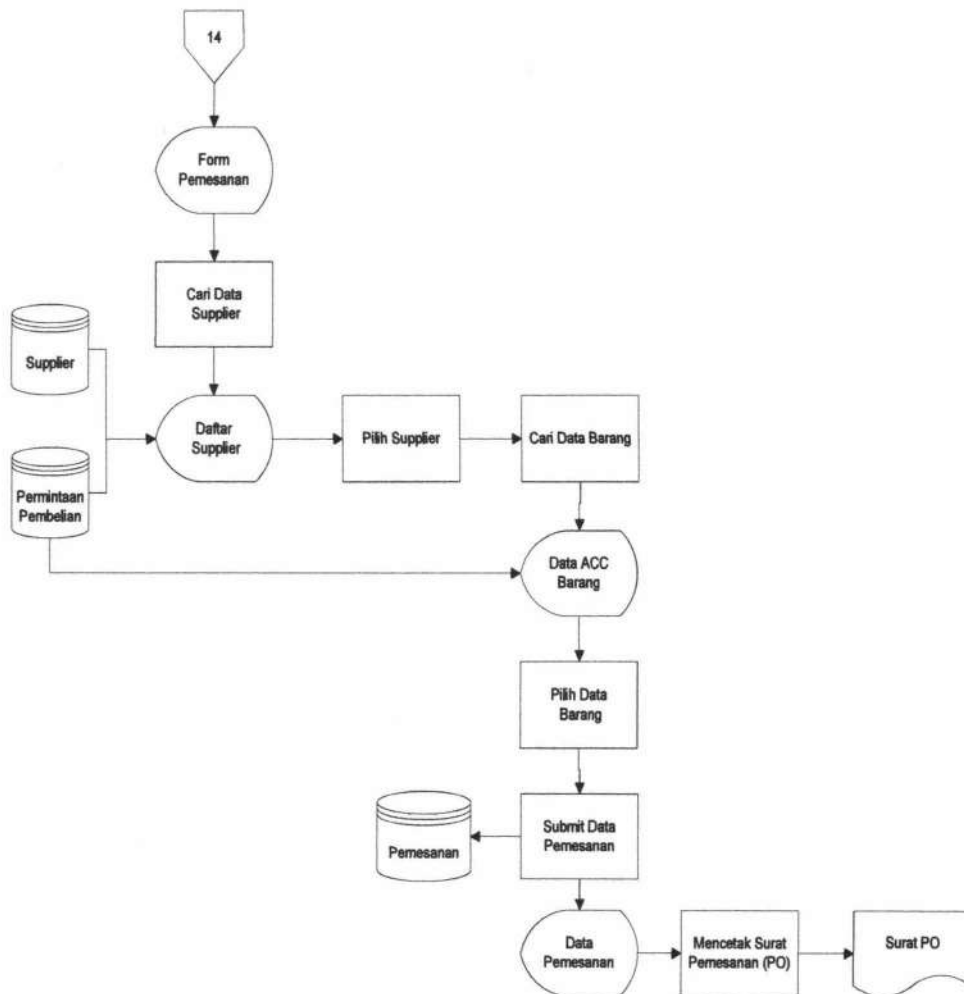 14
Form
Pemesanan
Cari Data
Supplier
Supplier
Daftar
Supplier
Pilih Supplier
Cari Data Barang
Permintaan
Pembelian
Data ACC
Barang
Pilih Data
Barang
Submit Data
Pemesanan
Pemesanan
Data
Pemesanan
Mencetak Surat
Pemesanan (PO)
Surat PO